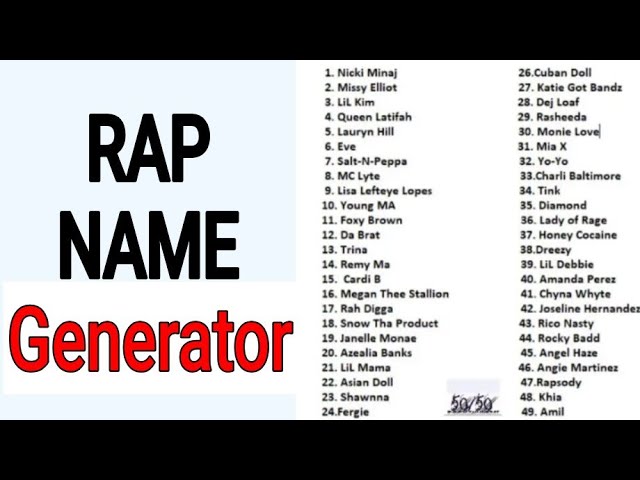 RAP
NAME
Generator
1. Nicki Minaj
2. Missy Elliot
3. LiL Kim
4. Queen Latifah
5. Lauryn Hill
6. Eve
7. Salt-N-Peppa
8. MC Lyte
9. Lisa Lefteye Lopes
10. Young MA
11. Foxy Brown
12. Da Brat
13. Trina
14. Remy Ma
15. Cardi B
16. Megan Thee Stallion
17. Rah Digga
18. Snow Tha Product
19. Janelle Monae
20. Azealia Banks
21. LiL Mama
22. Asian Doll
23. Shawnna
24.Fergie
26.Cuban Doll
27. Katie Got Bandz
28. Dej Loaf
29. Rasheeda
30. Monie Love
31. Mia X
32. Yo-Yo
33.Charli Baltimore
34. Tink
35. Diamond
36. Lady of Rage
37. Honey Cocaine
38.Dreezy
39. LiL Debbie
40. Amanda Perez
41. Chyna Whyte
42. Joseline Hernandez
43. Rico Nasty
44. Rocky Badd
45. Angel Haze
46. Angie Martinez
47.Rapsody
48. Khia
49. Amil
50/50